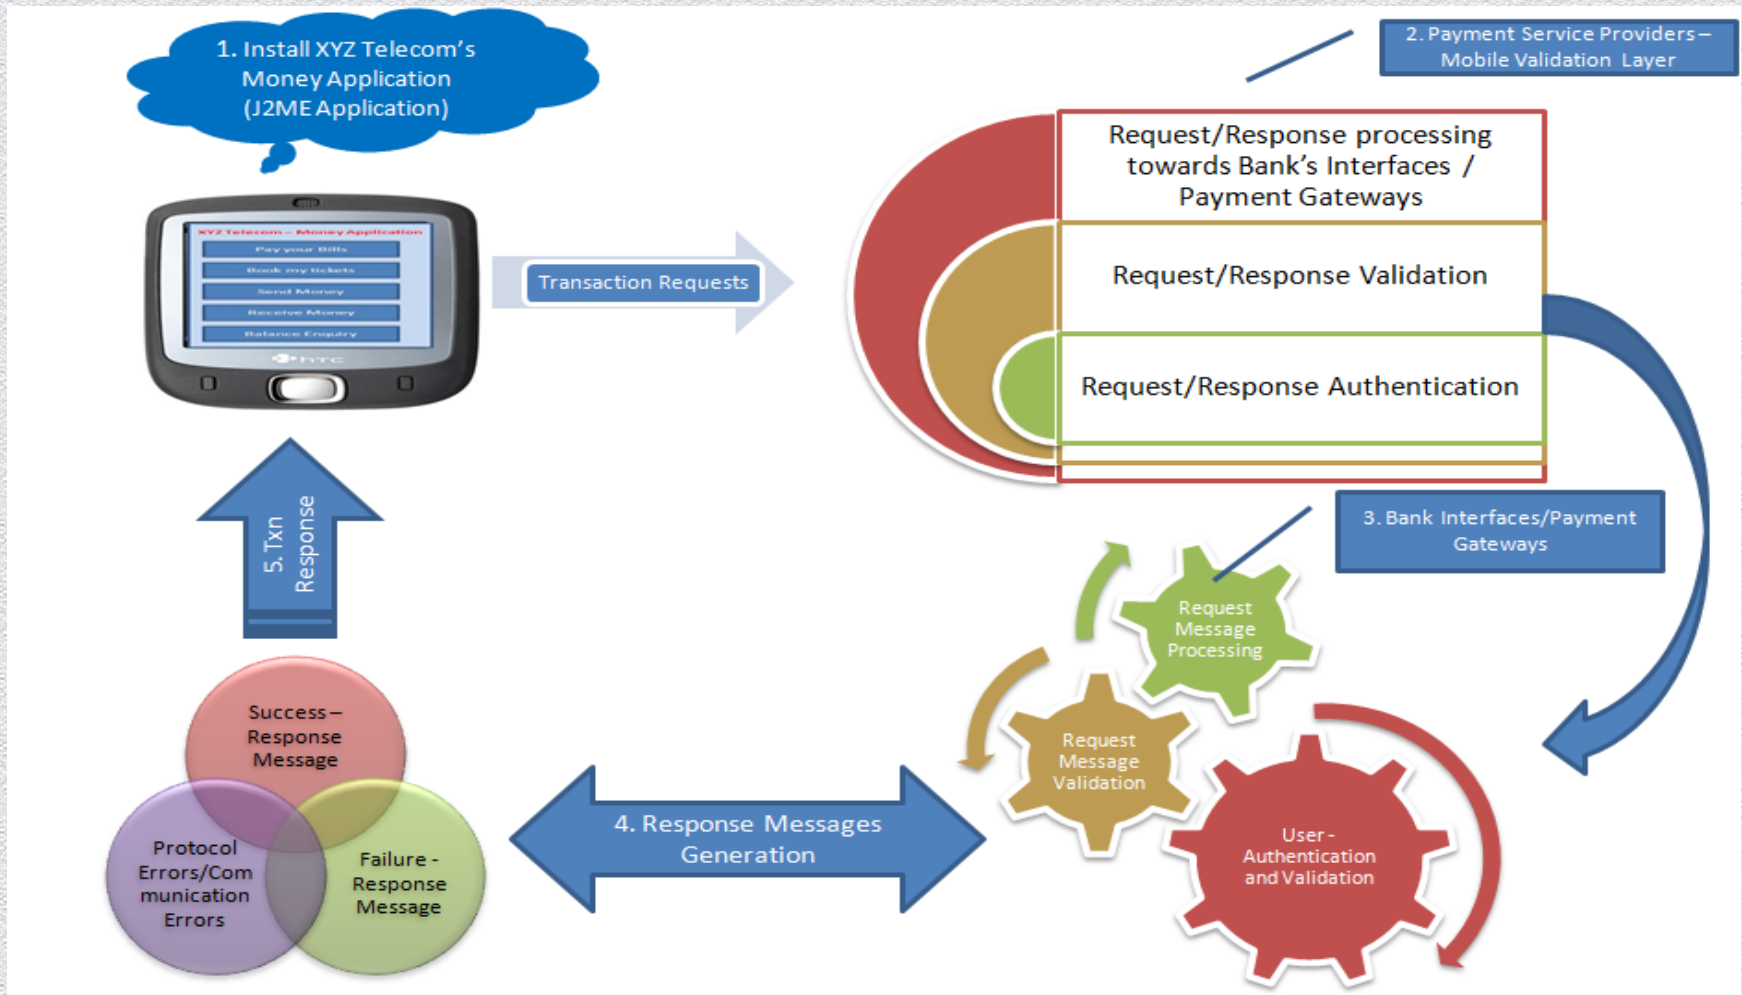 1. Install XYZ Telecom's
Money Application
(J2ME Application)
2. Payment Service Providers –
Mobile Validation Layer
XYZ Telecom – Money Application
Pay your Bills
Book my tickets
Send Money
Receive Money
Balance Enquiry
hTC
Transaction Requests
Request/Response processing
towards Bank's Interfaces /
Payment Gateways
Request/Response Validation
Request/Response Authentication
3. Bank Interfaces/Payment
Gateways
Request
Message
Processing
Request
Message
Validation
User -
Authentication
and Validation
4. Response Messages
Generation
5. Txn
Response
Success –
Response
Message
Protocol
Errors/Com
munication
Errors
Failure -
Response
Message